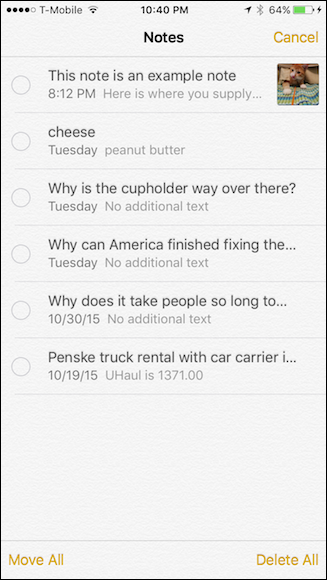 T-Mobile 10:40 PM 64%
Notes Cancel
This note is an example note
8:12 PM Here is where you supply...
cheese
Tuesday peanut butter
Why is the cupholder way over there?
Tuesday No additional text
Why can America finished fixing the...
Tuesday No additional text
Why does it take people so long to...
10/30/15 No additional text
Penske truck rental with car carrier i...
10/19/15 UHaul is 1371.00
Move All Delete All